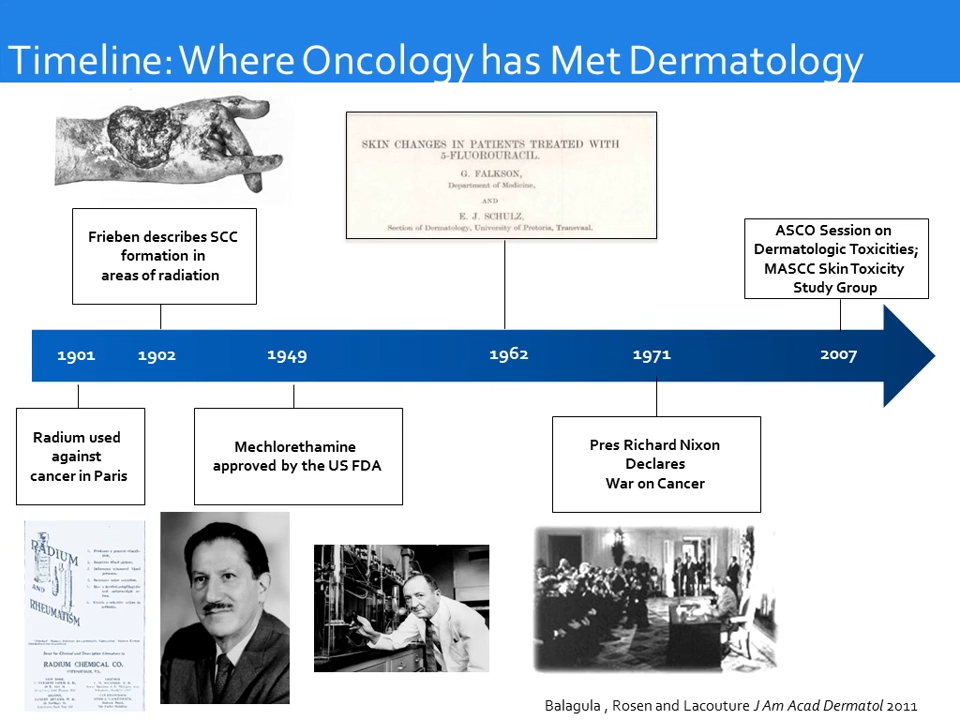 Timeline: Where Oncology has Met Dermatology
SKIN CHANGES IN PATIENTS TREATED WITH
5-FLUOROURACIL.
G. FALKSON,
Department of Medicine,
AND
E. J. SCHULZ,
Section of Dermatology, University of Pretoria, Transvaal.
Frieben describes SCC
formation in
areas of radiation
ASCO Session on
Dermatologic Toxicities;
MASCC Skin Toxicity
Study Group
1901
1902
1949
1962
1971
2007
Radium used
against
cancer in Paris
Mechlorethamine
approved by the US FDA
Pres Richard Nixon
Declares
War on Cancer
RADIUM
AND
RHEUMATISM
RADIUM CHEMICAL CO.
Balagula , Rosen and Lacouture J Am Acad Dermatol 2011